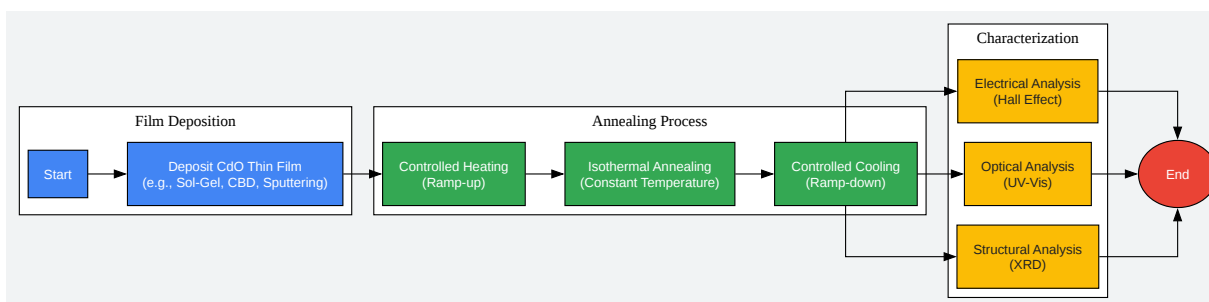 Film Deposition
Start
Deposit CdO Thin Film
(e.g., Sol-Gel, CBD, Sputtering)
Annealing Process
Controlled Heating
(Ramp-up)
Isothermal Annealing
(Constant Temperature)
Controlled Cooling
(Ramp-down)
Characterization
Electrical Analysis
(Hall Effect)
Optical Analysis
(UV-Vis)
Structural Analysis
(XRD)
End